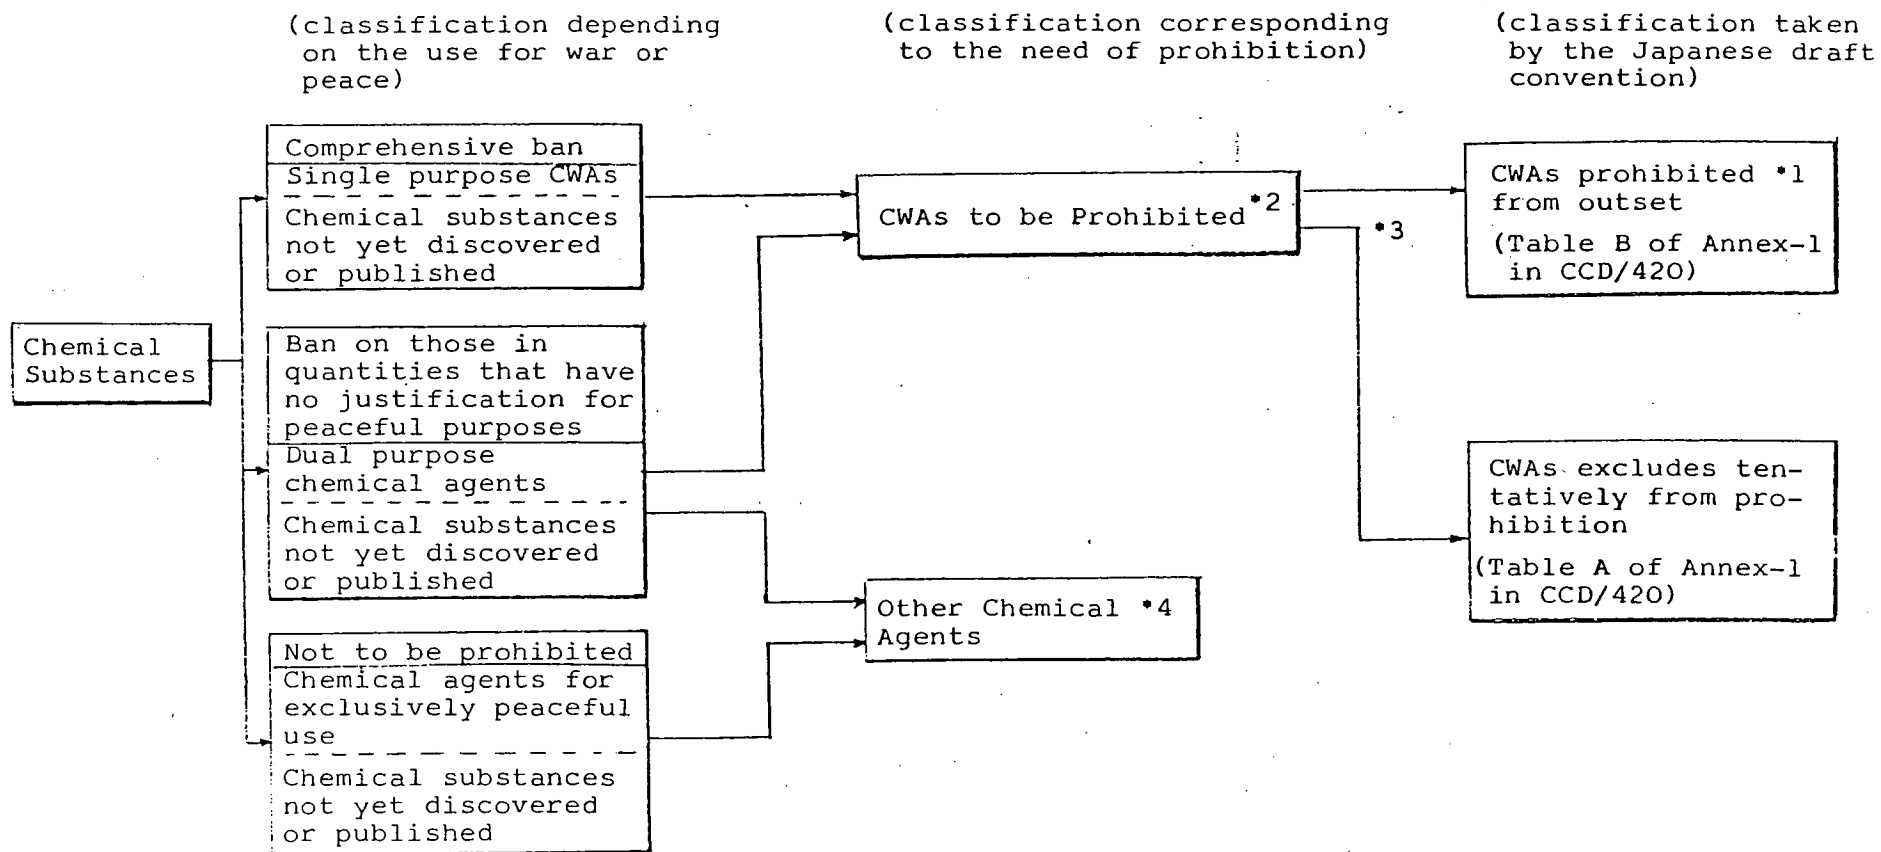 (classification depending
on the use for war or
peace)
(classification corresponding
to the need of prohibition)
(classification taken
by the Japanese draft
convention)
Chemical
Substances
Comprehensive ban
Single purpose CWAs
Chemical substances
not yet discovered
or published
Ban on those in
quantities that have
no justification for
peaceful purposes
Dual purpose
chemical agents
Chemical substances
not yet discovered
or published
Not to be prohibited
Chemical agents for
exclusively peaceful
use
Chemical substances
not yet discovered
or published
CWAs to be Prohibited *2
*3
Other Chemical *4
Agents
CWAs prohibited *1
from outset
(Table B of Annex-1
in CCD/420)
CWAs excludes ten-
tatively from pro-
hibition
(Table A of Annex-1
in CCD/420)